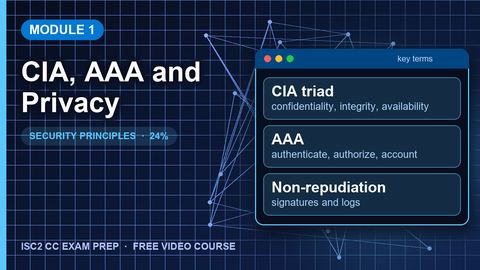 MODULE 1
CIA, AAA and
Privacy
SECURITY PRINCIPLES · 24%
ISC2 CC EXAM PREP · FREE VIDEO COURSE
key terms
CIA triad
confidentiality, integrity, availability
AAA
authenticate, authorize, account
Non-repudiation
signatures and logs